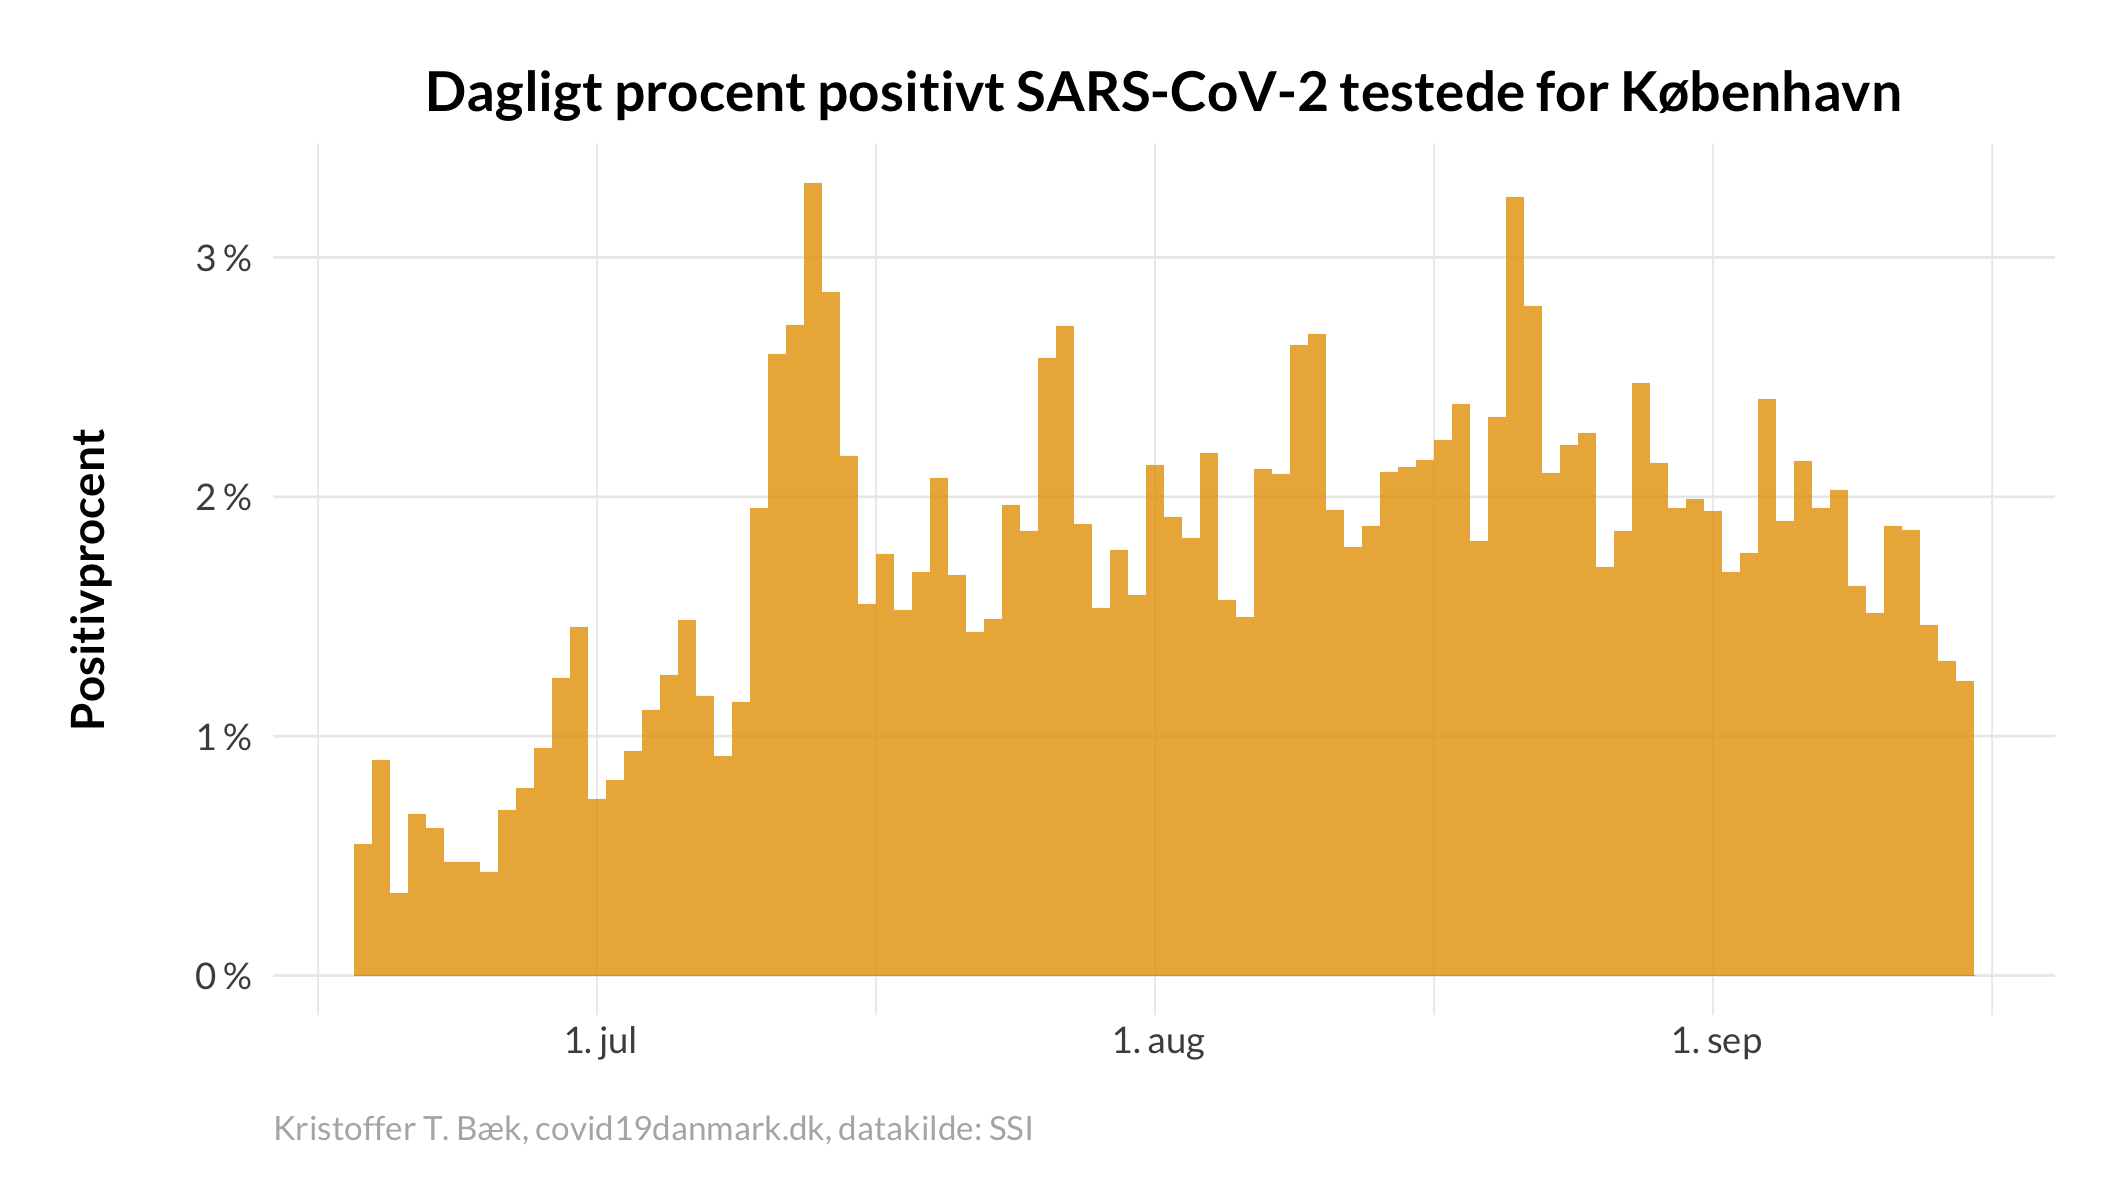 Dagligt procent positivt SARS-CoV-2 testede for København
Positivprocent
3 %
2 %
1 %
0 %
1. jul
1. aug
1. sep
Kristoffer T. Bæk, covid19danmark.dk, datakilde: SSI